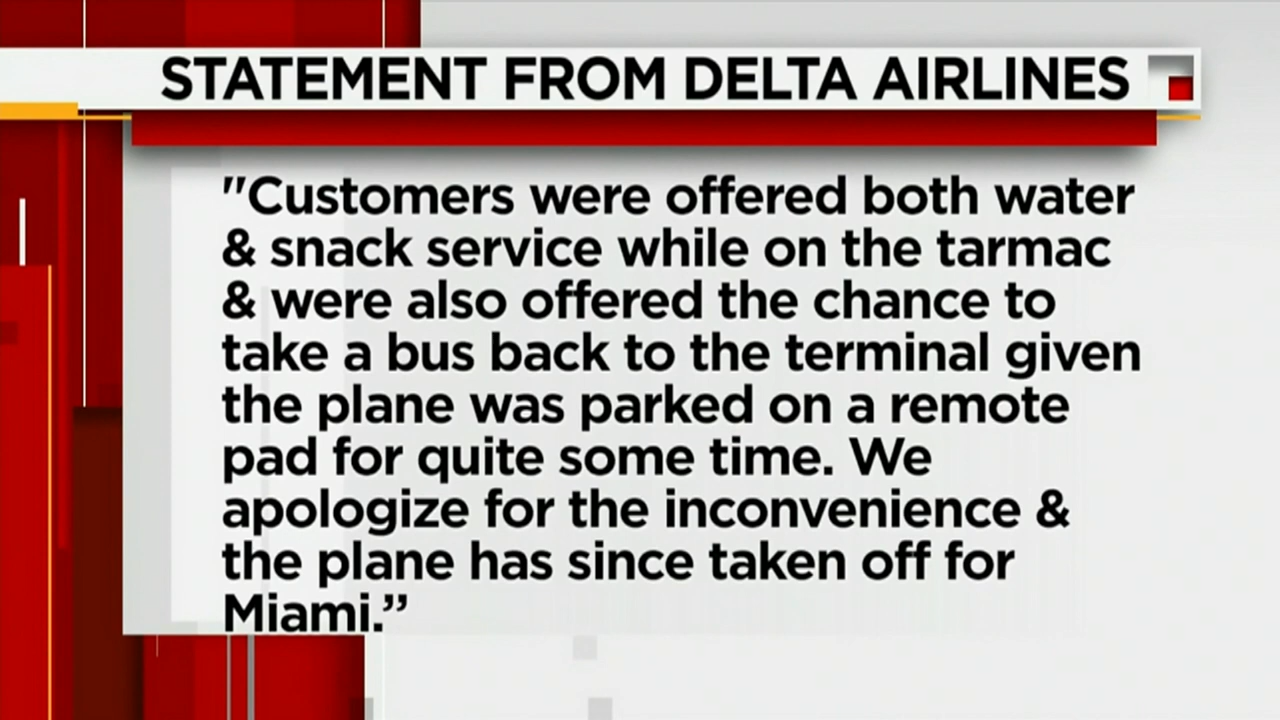 STATEMENT FROM DELTA AIRLINES
"Customers were offered both water
& snack service while on the tarmac
& were also offered the chance to
take a bus back to the terminal given
the plane was parked on a remote
pad for quite some time. We
apologize for the inconvenience &
the plane has since taken off for
Miami.”